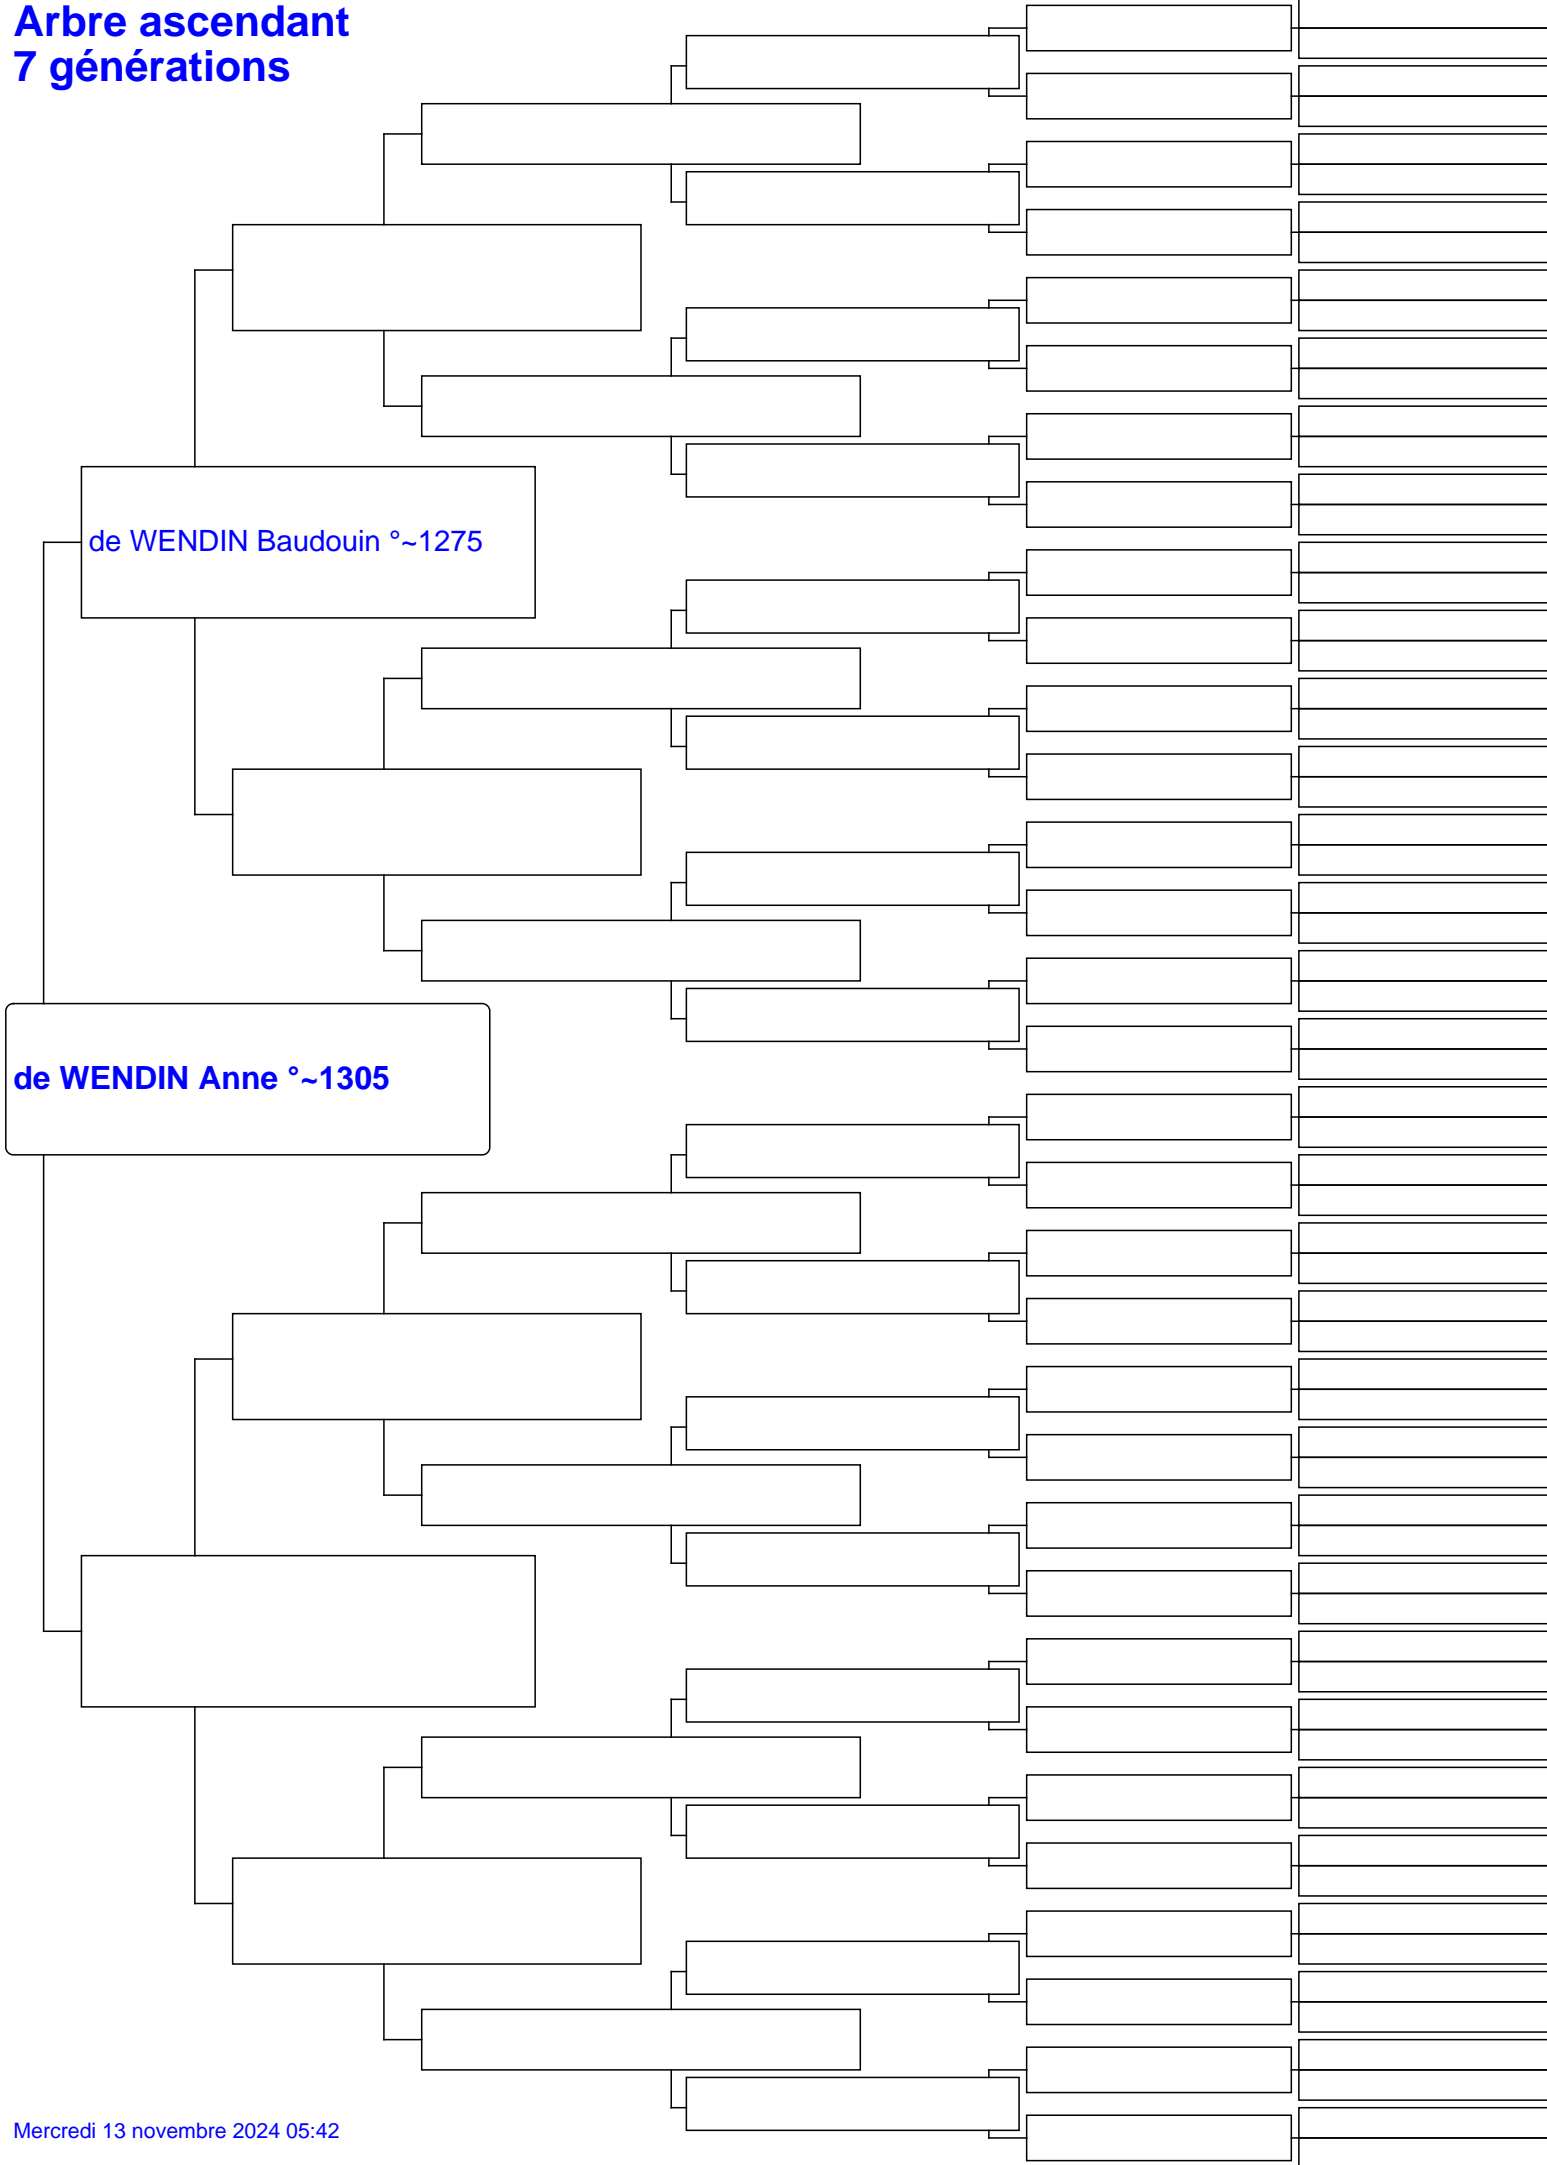 Arbre ascendant
7 générations
de WENDIN Baudouin °~1275
de WENDIN Anne °~1305
Mercredi 13 novembre 2024 05:42